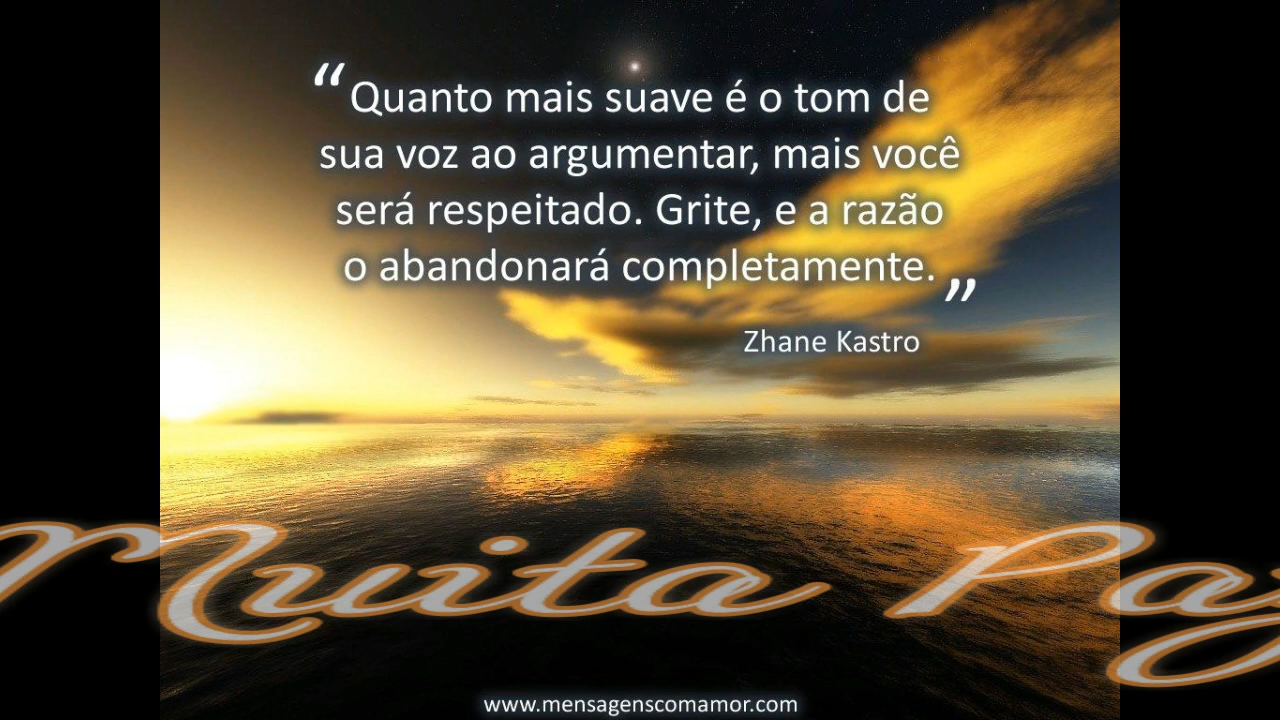 “Quanto mais suave é o tom de
sua voz ao argumentar, mais você
será respeitado. Grite, e a razão
o abandonará completamente.”
Zhane Kastro
Muita Paz
www.mensagenscomamor.com